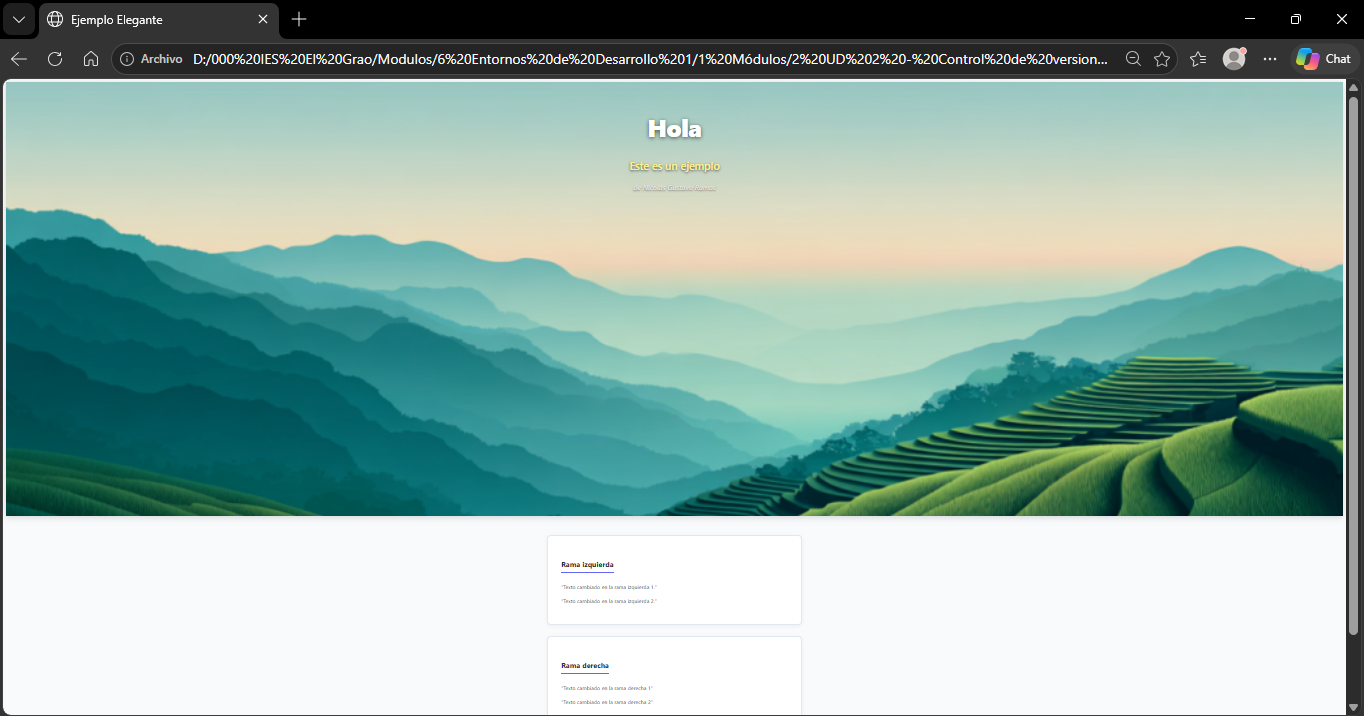 Ejemplo Elegante
Archivo
D:/000%20IES%20El%20Grao/Modulos/6%20Entornos%20de%20Desarrollo%201/1%20Módulos/2%20UD%202%20-%20Control%20de%20version...
Chat
Hola
Este es un ejemplo
Rama izquierda
"Texto cambiado en la rama izquierda 1."
"Texto cambiado en la rama izquierda 2."
Rama derecha
"Texto cambiado en la rama derecha 1"
"Texto cambiado en la rama derecha 2"